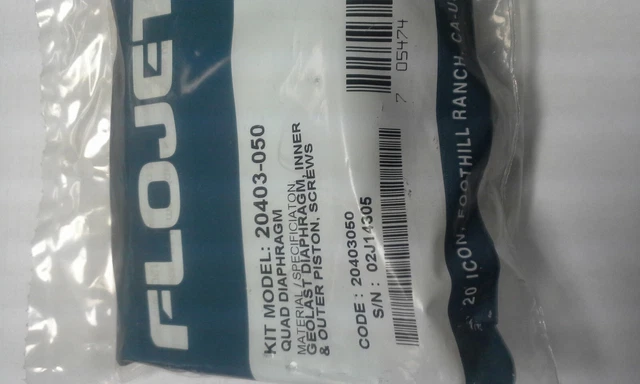 FLOJET
KIT MODEL: 20403-050
QUAD DIAPHRAGM
MATERIAL / SPECIFICIATON
GEOLAST DIAPHRAGM, INNER
& OUTER PISTON, SCREWS
CODE: 20403050
S/N: 02J14305
7 05474
20 ICON, FOOTHILL RANCH, CA-U